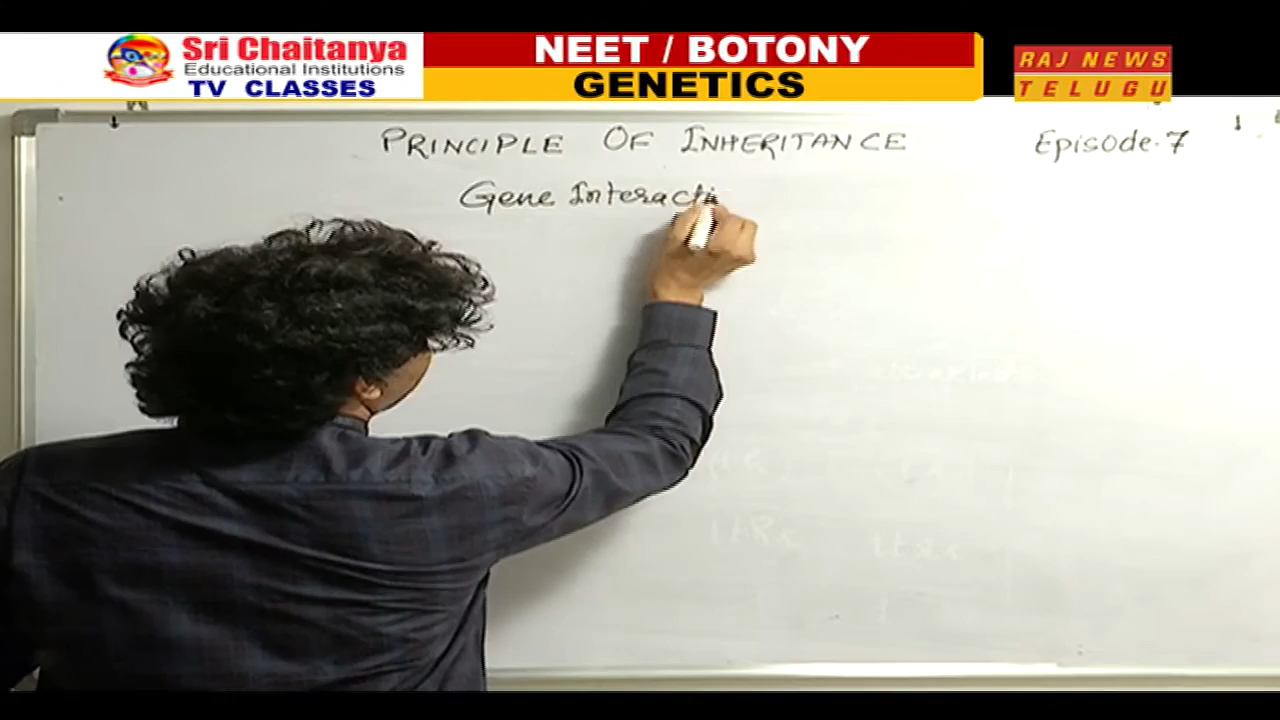 Sri Chaitanya
Educational Institutions
TV CLASSES
NEET / BOTONY
GENETICS
RAJ NEWS
TELUGU
PRINCIPLE OF INHERITANCE
Episode-7
Gene Interacti